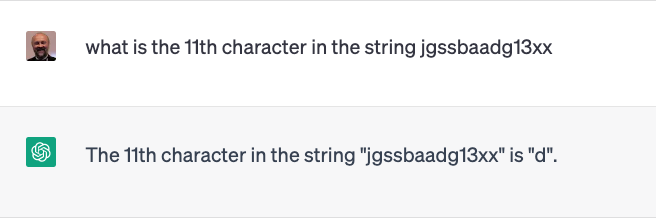 what is the 11th character in the string jgssbaadg13xx
The 11th character in the string "jgssbaadg13xx" is "d".